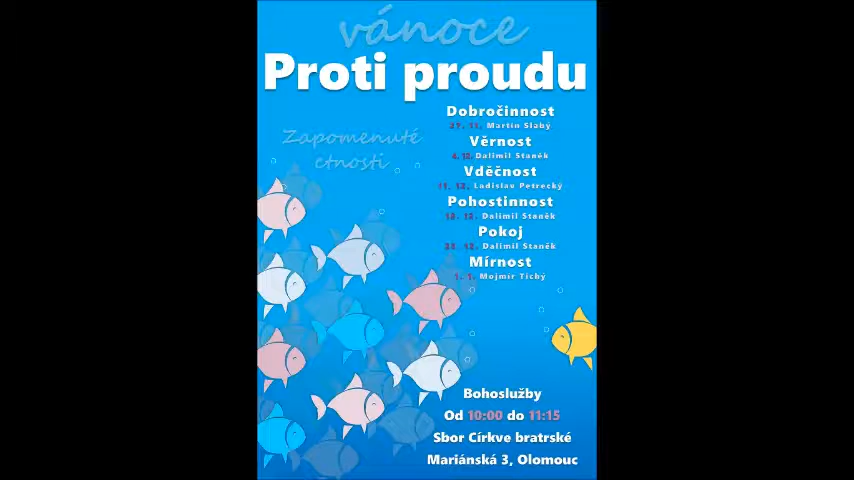 vánoce
Proti proudu
Zapomenuté
ctnosti
Dobročinnost
27. 11. Martin Slabý
Věrnost
4. 12. Dalimil Staněk
Vděčnost
11. 12. Ladislav Petrecký
Pohostinnost
18. 12. Dalimil Staněk
Pokoj
25. 12. Dalimil Staněk
Mírnost
1. 1. Mojmír Tichý
Bohoslužby
Od 10:00 do 11:15
Sbor Církve bratrské
Mariánská 3, Olomouc